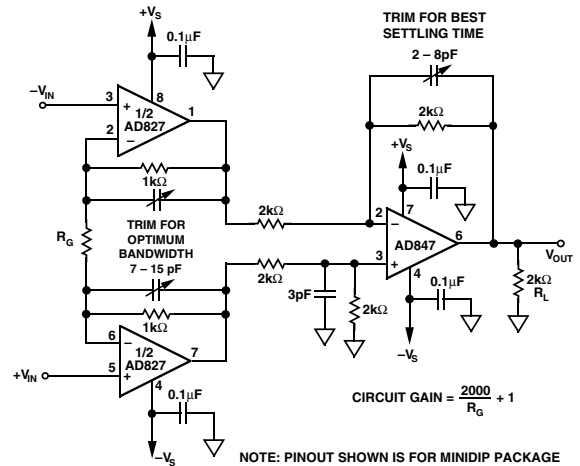 +VS
0.1µF
–VIN
3
+
8
1/2
AD827
1
2
–
1kΩ
RG
TRIM FOR
OPTIMUM
BANDWIDTH
7 – 15 pF
1kΩ
6
–
1/2
AD827
7
+VIN
5
+
4
0.1µF
–VS
TRIM FOR BEST
SETTLING TIME
2 – 8pF
2kΩ
+VS
0.1µF
2kΩ
2
–
7
AD847
6
3
+
4
2kΩ
3pF
2kΩ
0.1µF
–VS
VOUT
2kΩ
RL
CIRCUIT GAIN = 2000/RG + 1
NOTE: PINOUT SHOWN IS FOR MINIDIP PACKAGE